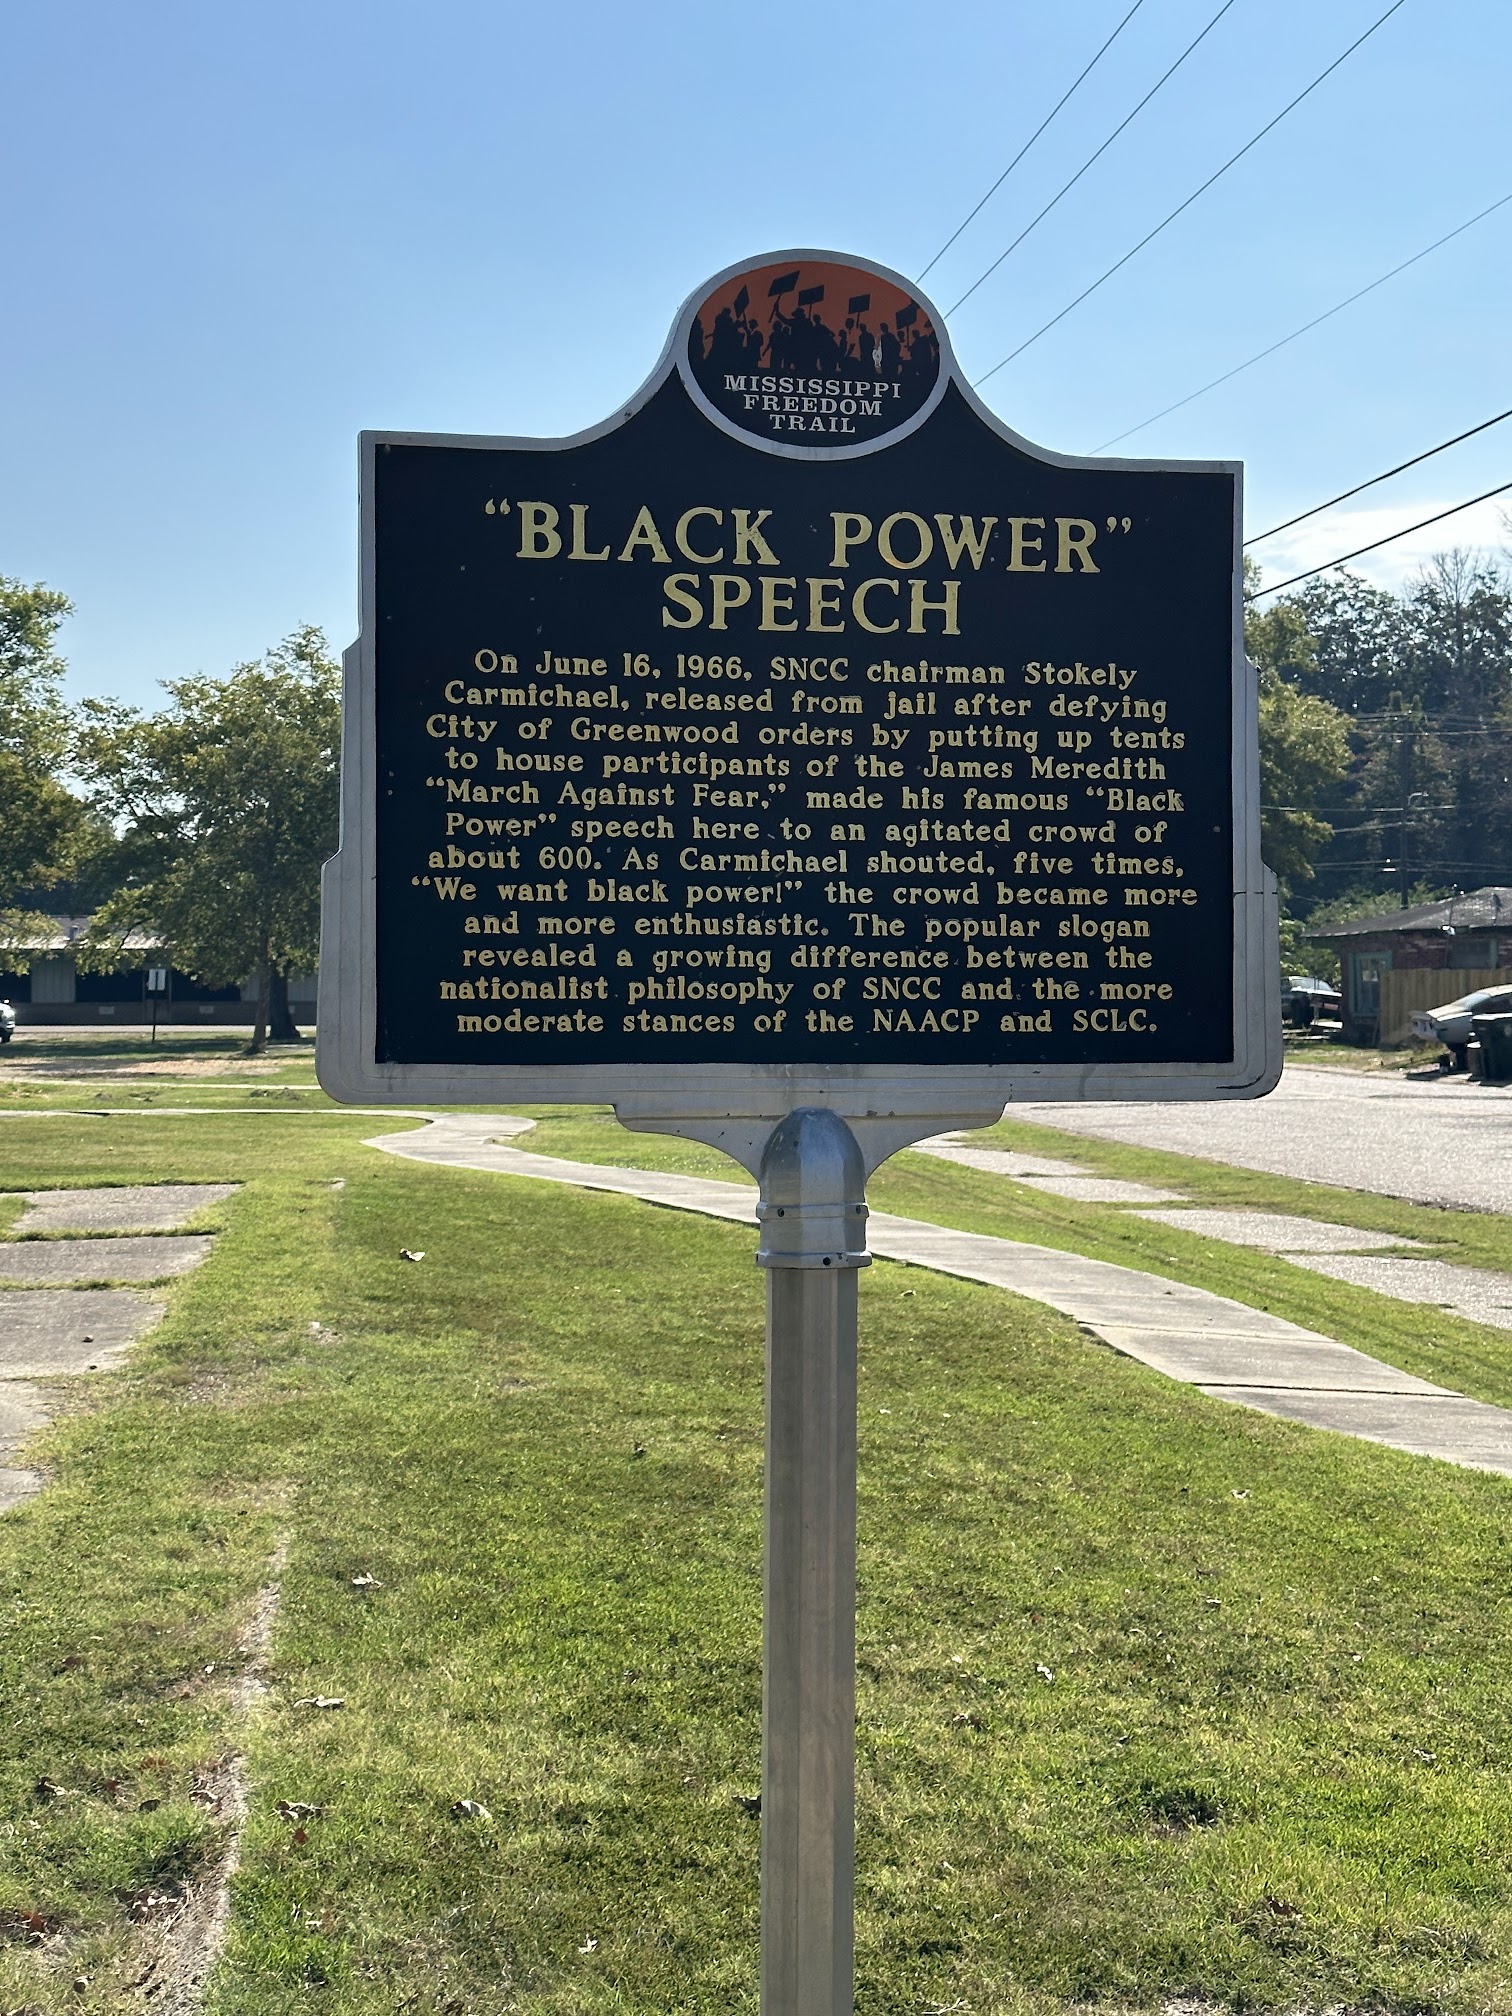 MISSISSIPPI
FREEDOM
TRAIL
“BLACK POWER”
SPEECH
On June 16, 1966, SNCC chairman Stokely
Carmichael, released from jail after defying
City of Greenwood orders by putting up tents
to house participants of the James Meredith
“March Against Fear,” made his famous “Black
Power” speech here to an agitated crowd of
about 600. As Carmichael shouted, five times,
“We want black power!” the crowd became more
and more enthusiastic. The popular slogan
revealed a growing difference between the
nationalist philosophy of SNCC and the more
moderate stances of the NAACP and SCLC.